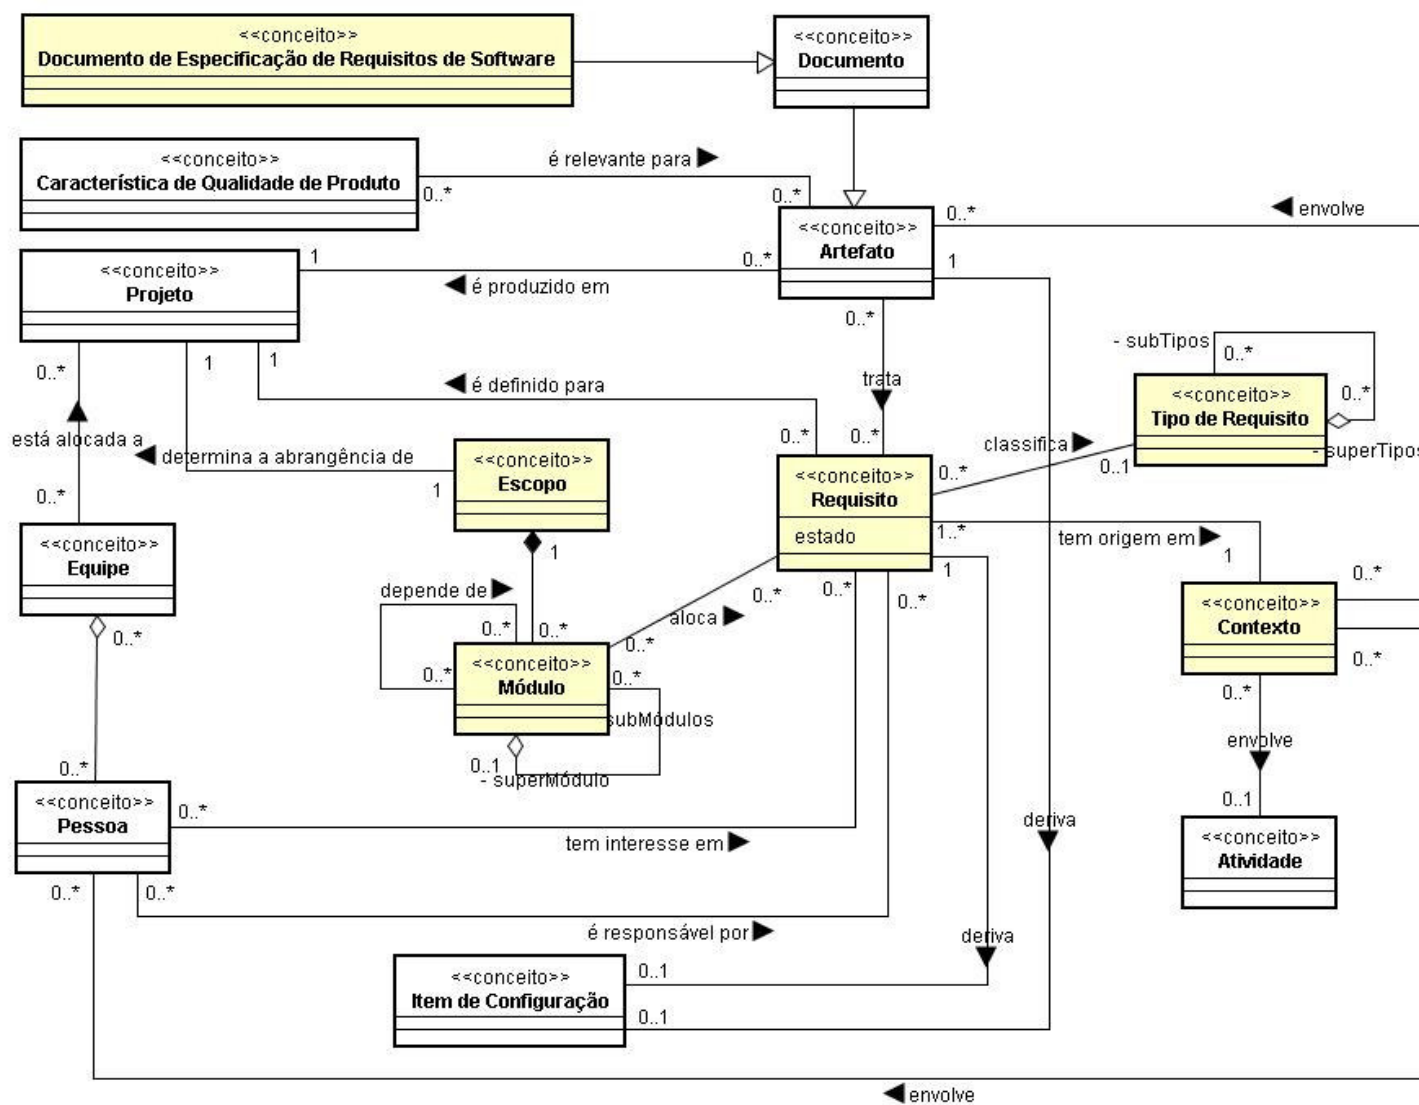 <<conceito>>
Documento de Especificação de Requisitos de Software
<<conceito>>
Documento
<<conceito>>
Característica de Qualidade de Produto
é relevante para
0..*
0..*
<<conceito>>
Artefato
0..*
envolve
<<conceito>>
Projeto
1
0..*
é produzido em
1
0..*
0..*
1
1
é definido para
trata
- subTipos
0..*
0..*
<<conceito>>
Tipo de Requisito
- superTipos
está alocada a
determina a abrangência de
0..*
1
<<conceito>>
Escopo
1
0..*
0..*
<<conceito>>
Requisito
estado
classifica
0..*
0..1
<<conceito>>
Equipe
0..*
depende de
0..*
0..*
0..*
aloca
0..*
0..*
0..*
0..*
1..*
1
tem origem em
1
<<conceito>>
Contexto
0..*
0..*
0..*
<<conceito>>
Módulo
0..*
subMódulos
0..1
- superMódulo
envolve
0..1
<<conceito>>
Atividade
0..*
<<conceito>>
Pessoa
0..*
tem interesse em
deriva
0..*
0..*
é responsável por
deriva
<<conceito>>
Item de Configuração
0..1
0..1
envolve